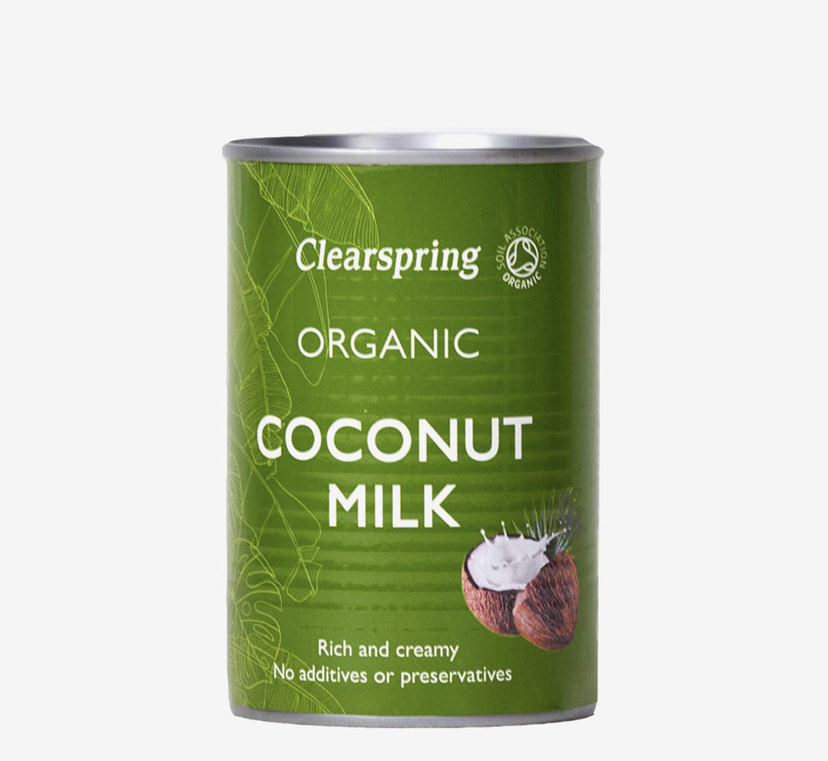 Clearspring
SOIL ASSOCIATION
ORGANIC
ORGANIC
COCONUT
MILK
Rich and creamy
No additives or preservatives